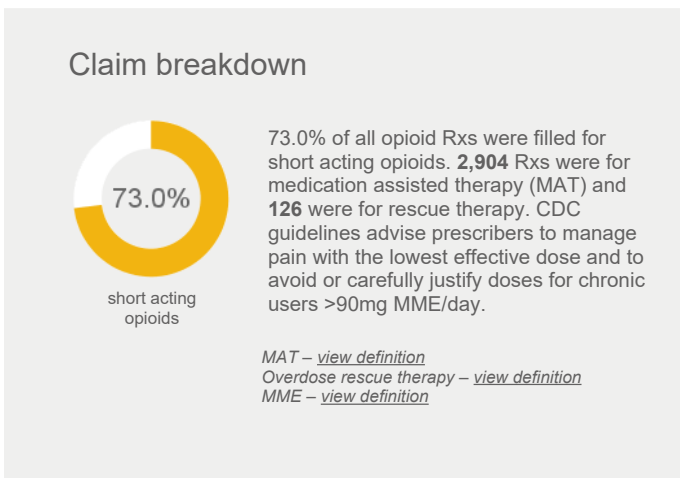 Claim breakdown
73.0%
short acting
opioids
73.0% of all opioid Rxs were filled for
short acting opioids. 2,904 Rxs were for
medication assisted therapy (MAT) and
126 were for rescue therapy. CDC
guidelines advise prescribers to manage
pain with the lowest effective dose and to
avoid or carefully justify doses for chronic
users >90mg MME/day.
MAT – view definition
Overdose rescue therapy – view definition
MME – view definition